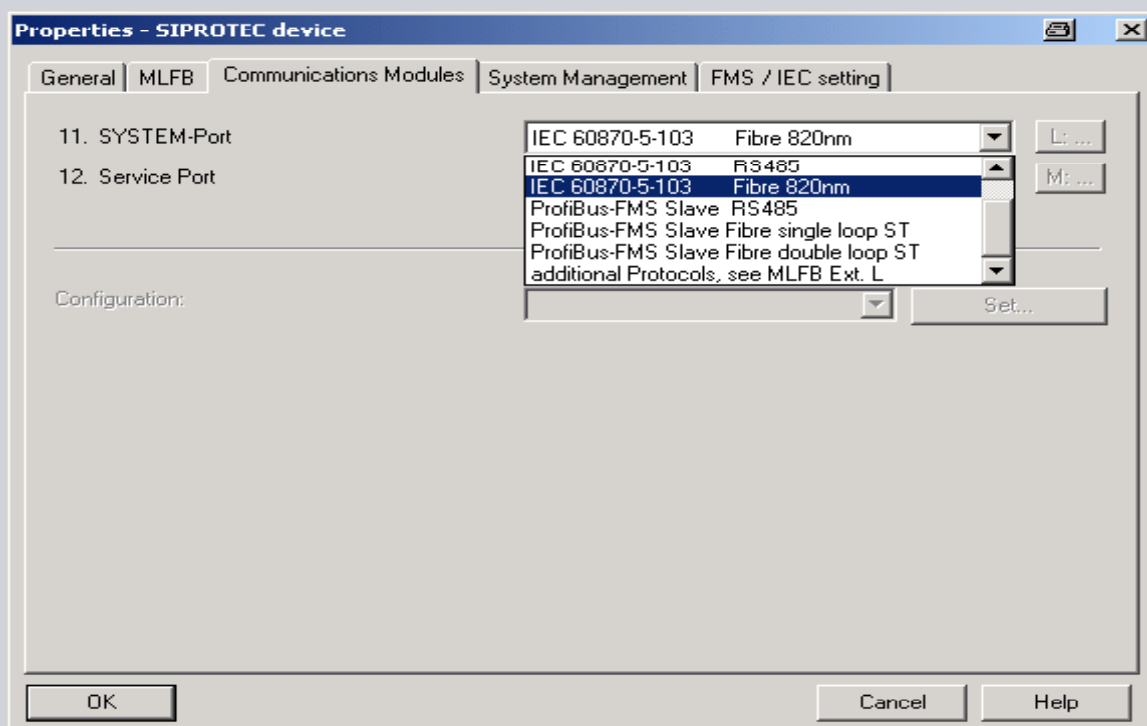 Properties - SIPROTEC device
General MLFB Communications Modules System Management FMS / IEC setting
11. SYSTEM-Port IEC 60870-5-103 Fibre 820nm L: ...
IEC 60870-5-103 RS485
12. Service Port IEC 60870-5-103 Fibre 820nm M: ...
ProfiBus-FMS Slave RS485
ProfiBus-FMS Slave Fibre single loop ST
ProfiBus-FMS Slave Fibre double loop ST
additional Protocols, see MLFB Ext. L
Configuration: Set...
OK Cancel Help